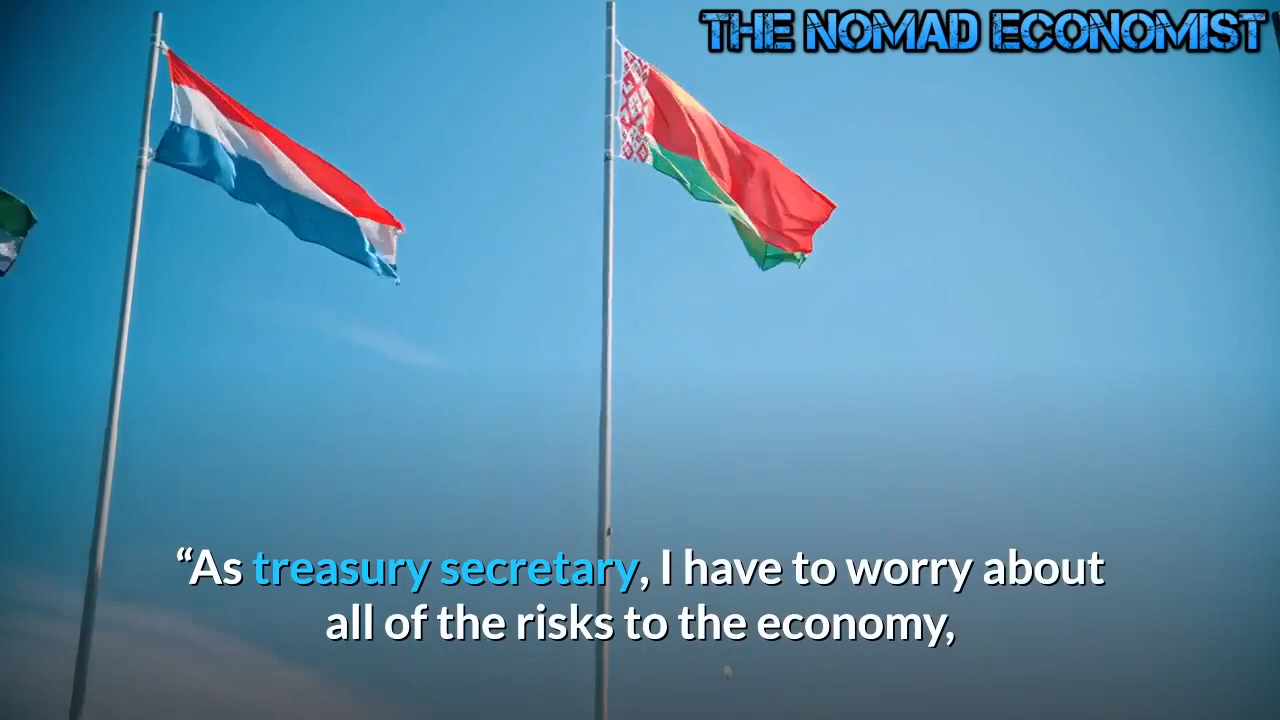 THE NOMAD ECONOMIST
“As treasury secretary, I have to worry about
all of the risks to the economy,